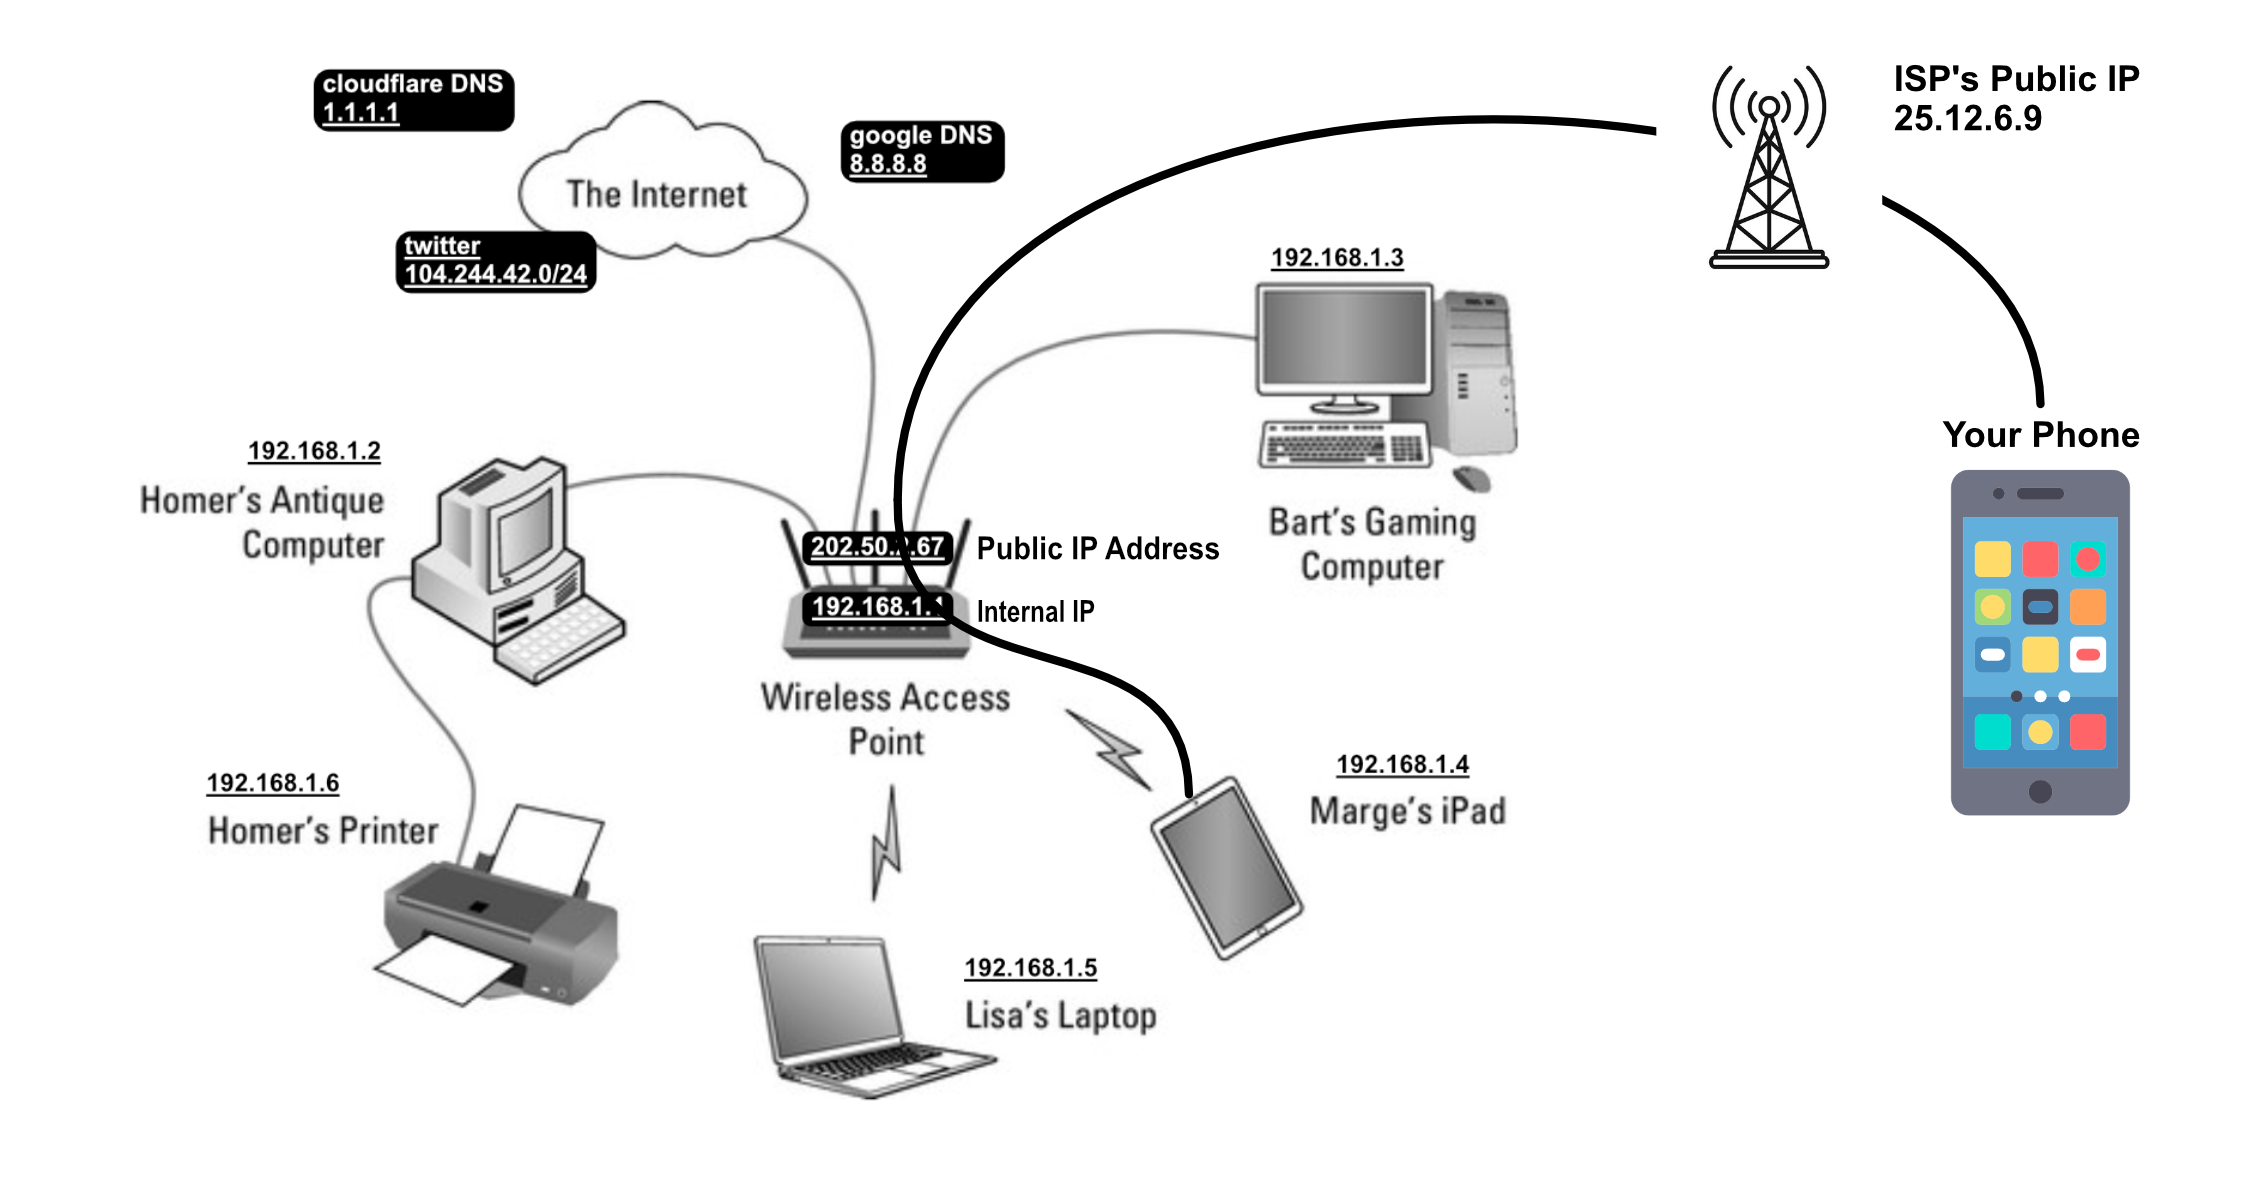 cloudflare DNS
1.1.1.1
The Internet
google DNS
8.8.8.8
twitter
104.244.42.0/24
ISP's Public IP
25.12.6.9
192.168.1.3
Bart's Gaming
Computer
Your Phone
192.168.1.2
Homer's Antique
Computer
Public IP Address
Internal IP
Wireless Access
Point
192.168.1.6
Homer's Printer
192.168.1.4
Marge's iPad
192.168.1.5
Lisa's Laptop